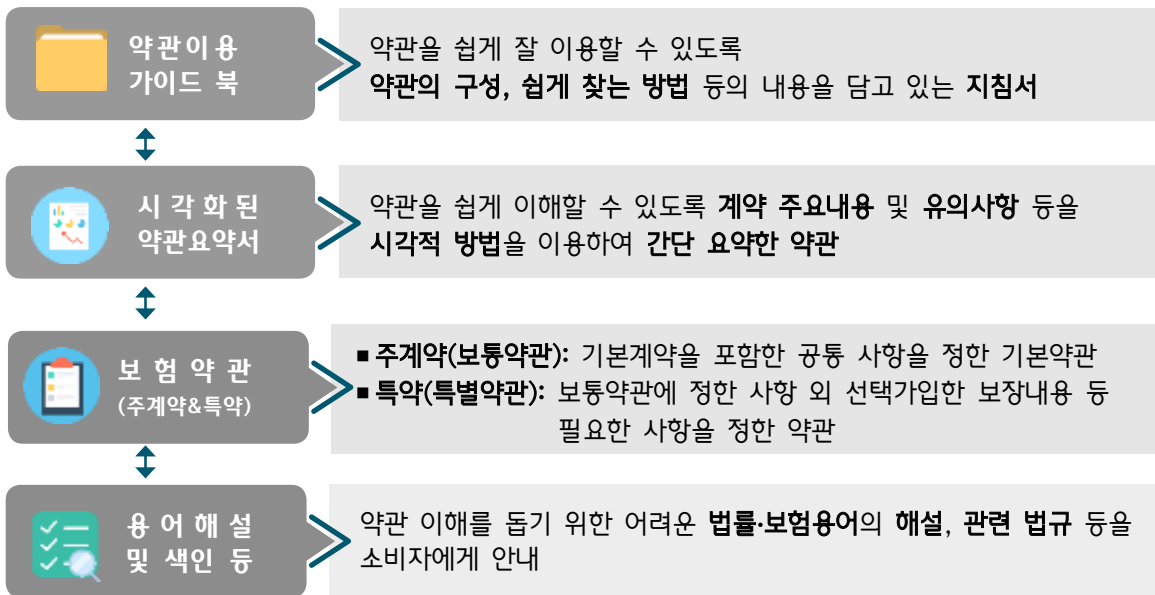 약관이용
가이드 북
약관을 쉽게 잘 이용할 수 있도록
약관의 구성, 쉽게 찾는 방법 등의 내용을 담고 있는 지침서
시각화된
약관요약서
약관을 쉽게 이해할 수 있도록 계약 주요내용 및 유의사항 등을
시각적 방법을 이용하여 간단 요약한 약관
보험약관
(주계약&특약)
▪주계약(보통약관): 기본계약을 포함한 공통 사항을 정한 기본약관
▪특약(특별약관): 보통약관에 정한 사항 외 선택가입한 보장내용 등
필요한 사항을 정한 약관
용어해설
및 색인 등
약관 이해를 돕기 위한 어려운 법률·보험용어의 해설, 관련 법규 등을
소비자에게 안내